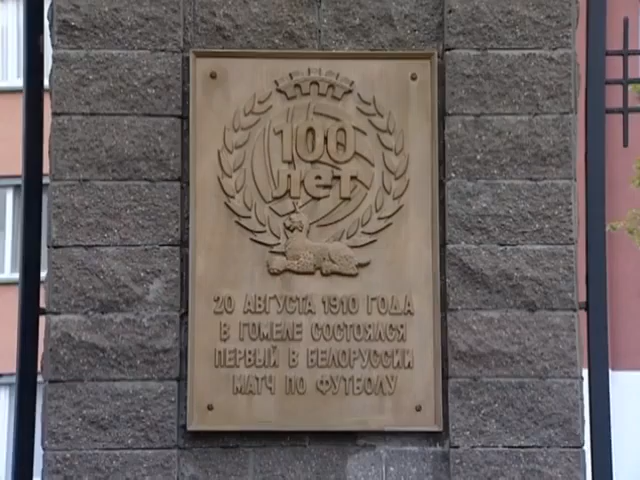 100
лет
20 АВГУСТА 1910 ГОДА
В ГОМЕЛЕ СОСТОЯЛСЯ
ПЕРВЫЙ В БЕЛОРУССИИ
МАТЧ ПО ФУТБОЛУ